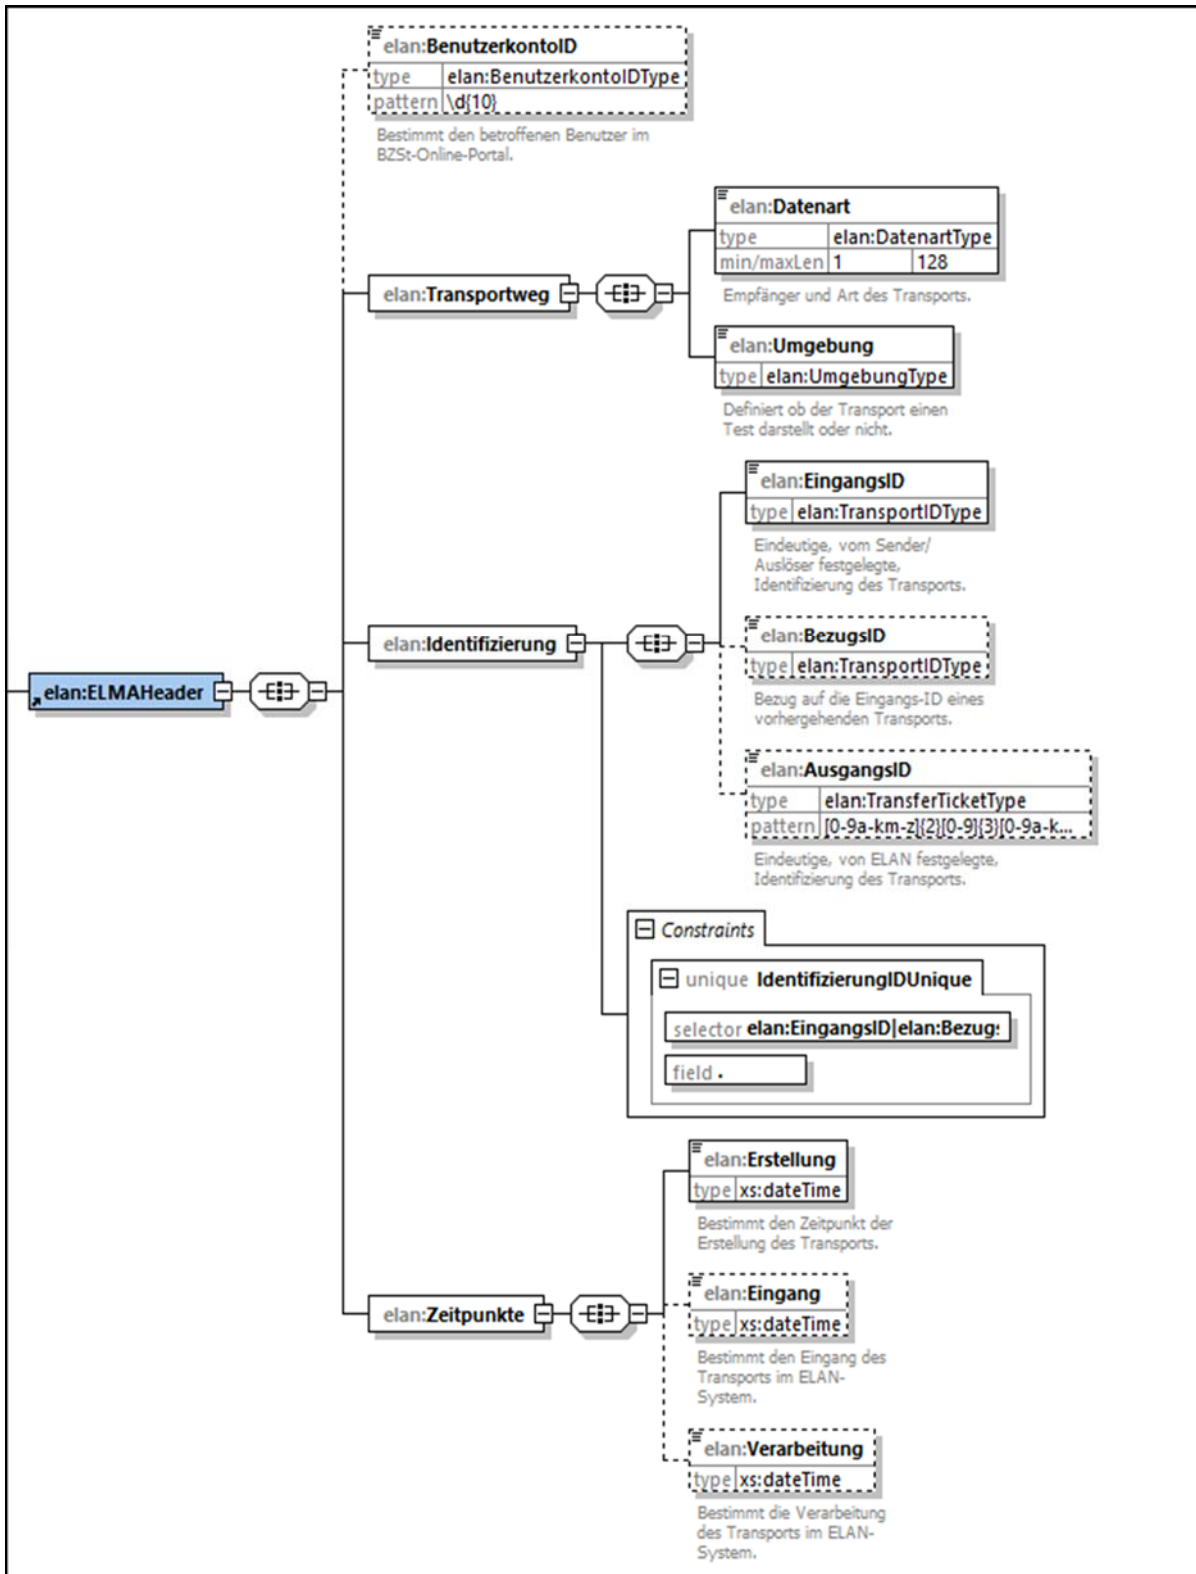 elan:BenutzerkontoID
type elan:BenutzerkontoIDType
pattern \d{10}
Bestimmt den betroffenen Benutzer im
BZSt-Online-Portal.
elan:Transportweg
elan:Datenart
type elan:DatenartType
min/maxLen 1 128
Empfänger und Art des Transports.
elan:Umgebung
type elan:UmgebungType
Definiert ob der Transport einen
Test darstellt oder nicht.
elan:ELMAHeader
elan:Identifizierung
elan:EingangsID
type elan:TransportIDType
Eindeutige, vom Sender/
Auslöser festgelegte,
Identifizierung des Transports.
elan:BezugsID
type elan:TransportIDType
Bezug auf die Eingangs-ID eines
vorhergehenden Transports.
elan:AusgangsID
type elan:TransferTicketType
pattern [0-9a-km-z]{2}[0-9]{3}[0-9a-k...
Eindeutige, von ELAN festgelegte,
Identifizierung des Transports.
Constraints
unique IdentifizierungIDUnique
selector elan:EingangsID|elan:Bezugs
field .
elan:Zeitpunkte
elan:Erstellung
type xs:dateTime
Bestimmt den Zeitpunkt der
Erstellung des Transports.
elan:Eingang
type xs:dateTime
Bestimmt den Eingang des
Transports im ELAN-
System.
elan:Verarbeitung
type xs:dateTime
Bestimmt die Verarbeitung
des Transports im ELAN-
System.